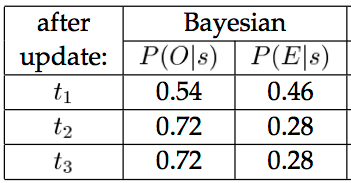 after Bayesian
update: P(O|s) P(E|s)
t₁ 0.54 0.46
t₂ 0.72 0.28
t₃ 0.72 0.28